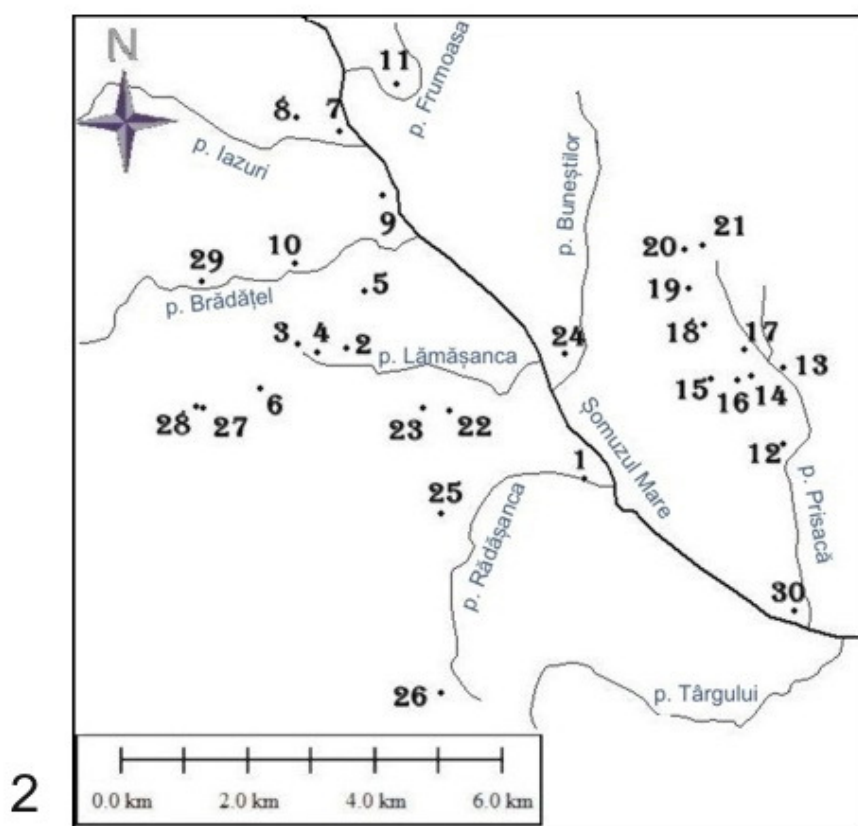 N
11
p. Frumoasa
8
7
p. Iazuri
p. Buneștilor
9
21
20
10
29
5
19
p. Brădățel
18
17
3
4
2
24
p. Lămășanca
13
15
16
14
6
28
27
23
22
Șomuzul Mare
12
1
p. Prisacă
25
p. Rădășanca
30
26
p. Târgului
2
0.0 km
2.0 km
4.0 km
6.0 km